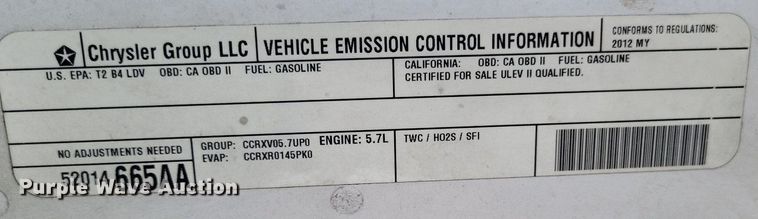 Chrysler Group LLC VEHICLE EMISSION CONTROL INFORMATION
CONFORMS TO REGULATIONS:
2012 MY
U.S. EPA: T2 B4 LDV OBD: CA OBD II FUEL: GASOLINE
CALIFORNIA: OBD: CA OBD II FUEL: GASOLINE
CERTIFIED FOR SALE ULEV II QUALIFIED.
NO ADJUSTMENTS NEEDED
52014665AA
GROUP: CCRXV05.7UP0 ENGINE: 5.7L
EVAP: CCRXR0145PK0
TWC / HO2S / SFI
Purple Wave Auction